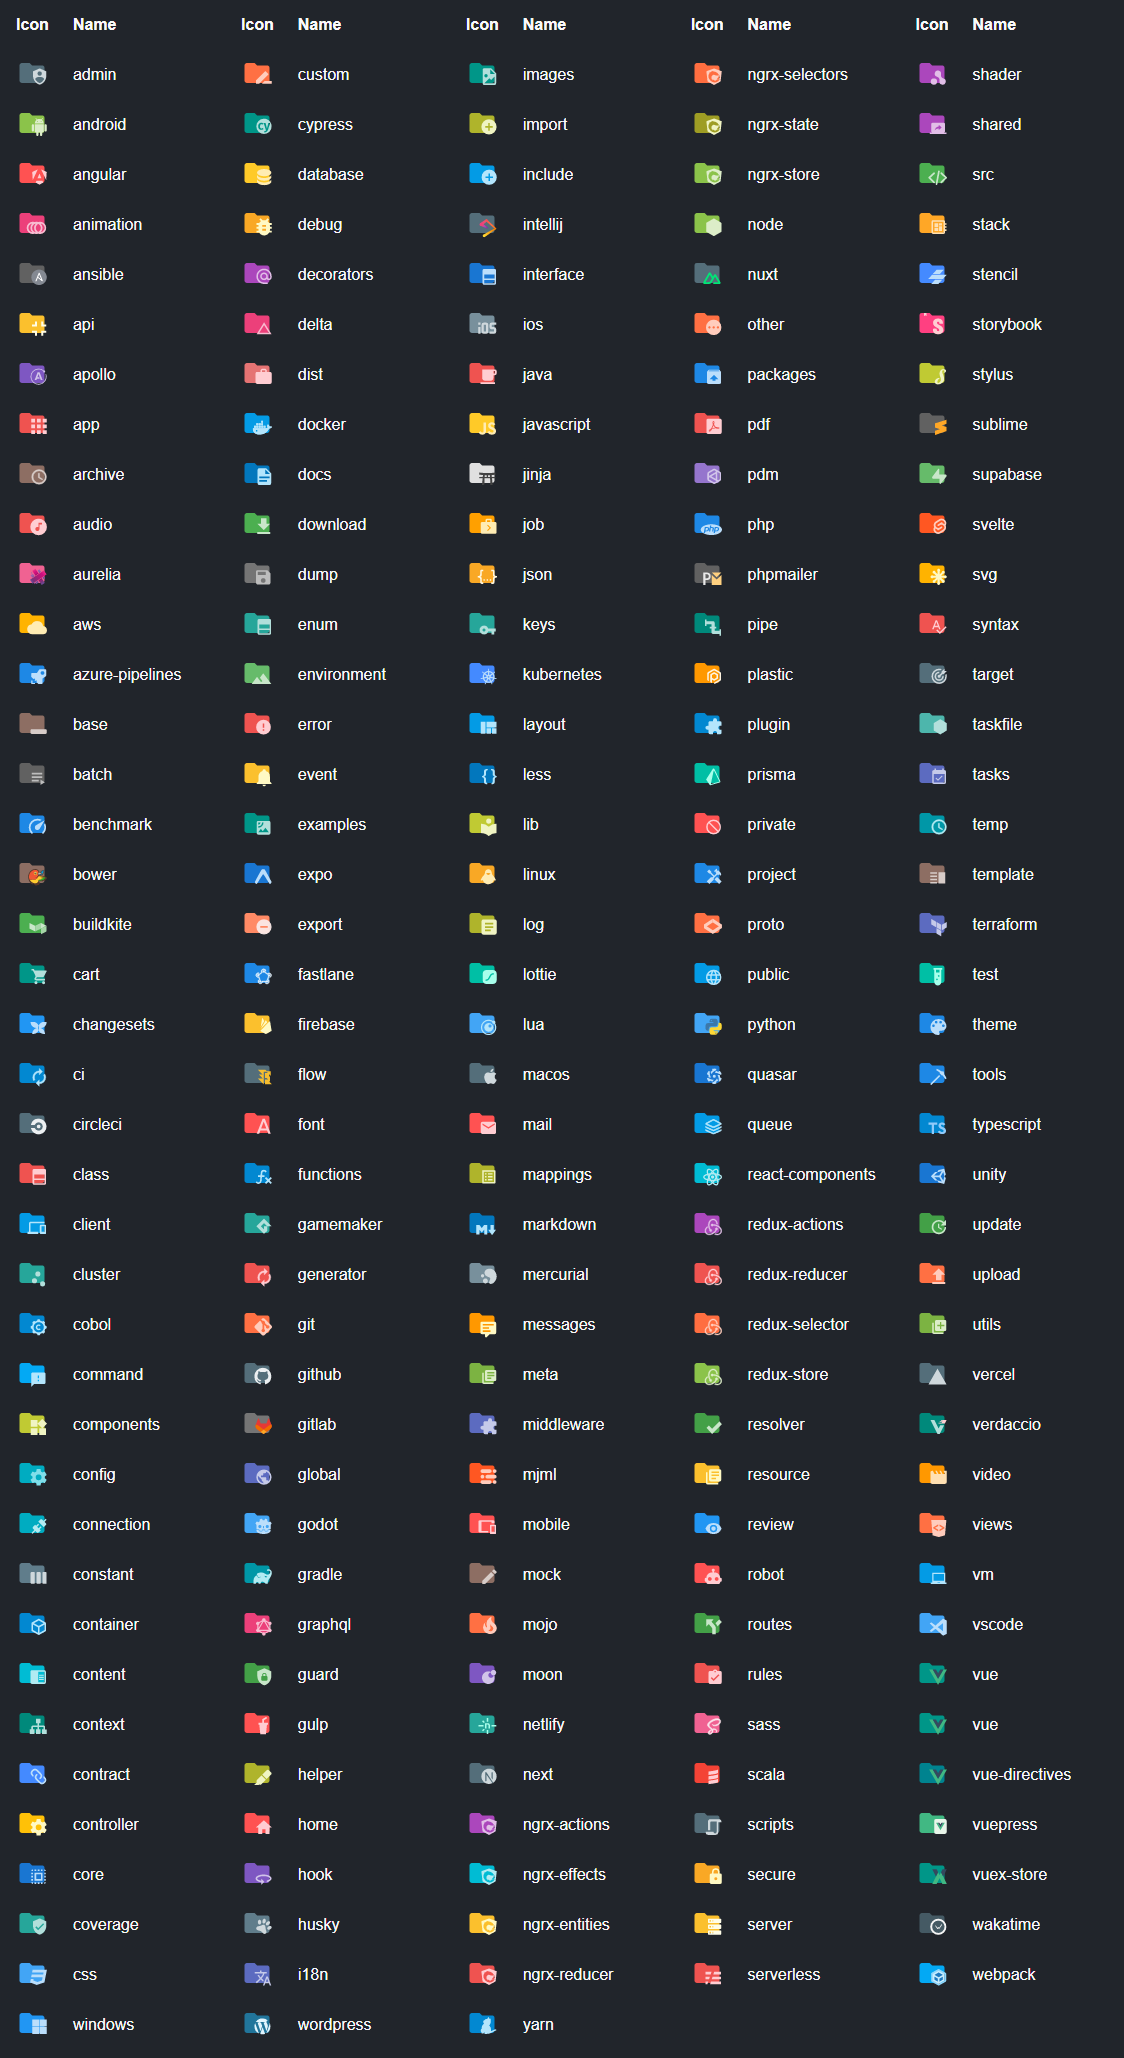 Icon Name Icon Name Icon Name Icon Name Icon Name
admin custom images ngrx-selectors shader
android cypress import ngrx-state shared
angular database include ngrx-store src
animation debug intellij node stack
ansible decorators interface nuxt stencil
api delta ios other storybook
apollo dist java packages stylus
app docker javascript pdf sublime
archive docs jinja pdm supabase
audio download job php svelte
aurelia dump json phpmailer svg
aws enum keys pipe syntax
azure-pipelines environment kubernetes plastic target
base error layout plugin taskfile
batch event less prisma tasks
benchmark examples lib private temp
bower expo linux project template
buildkite export log proto terraform
cart fastlane lottie public test
changesets firebase lua python theme
ci flow macos quasar tools
circleci font mail queue typescript
class functions mappings react-components unity
client gamemaker markdown redux-actions update
cluster generator mercurial redux-reducer upload
cobol git messages redux-selector utils
command github meta redux-store vercel
components gitlab middleware resolver verdaccio
config global mjml resource video
connection godot mobile review views
constant gradle mock robot vm
container graphql mojo routes vscode
content guard moon rules vue
context gulp netlify sass vue
contract helper next scala vue-directives
controller home ngrx-actions scripts vuepress
core hook ngrx-effects secure vuex-store
coverage husky ngrx-entities server wakatime
css i18n ngrx-reducer serverless webpack
windows wordpress yarn